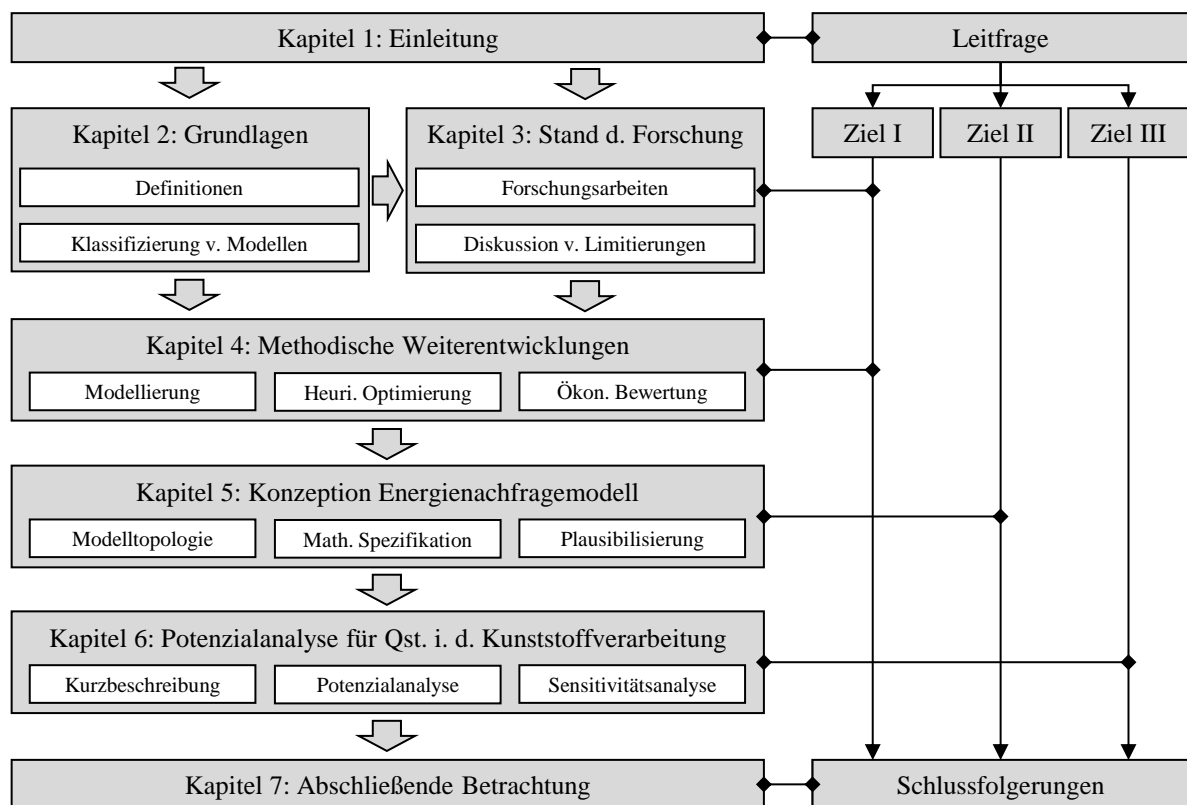 Kapitel 1: Einleitung
Leitfrage
Kapitel 2: Grundlagen
Definitionen
Klassifizierung v. Modellen
Kapitel 3: Stand d. Forschung
Forschungsarbeiten
Diskussion v. Limitierungen
Ziel I
Ziel II
Ziel III
Kapitel 4: Methodische Weiterentwicklungen
Modellierung
Heuri. Optimierung
Ökon. Bewertung
Kapitel 5: Konzeption Energienachfragemodell
Modelltopologie
Math. Spezifikation
Plausibilisierung
Kapitel 6: Potenzialanalyse für Qst. i. d. Kunststoffverarbeitung
Kurzbeschreibung
Potenzialanalyse
Sensitivitätsanalyse
Kapitel 7: Abschließende Betrachtung
Schlussfolgerungen